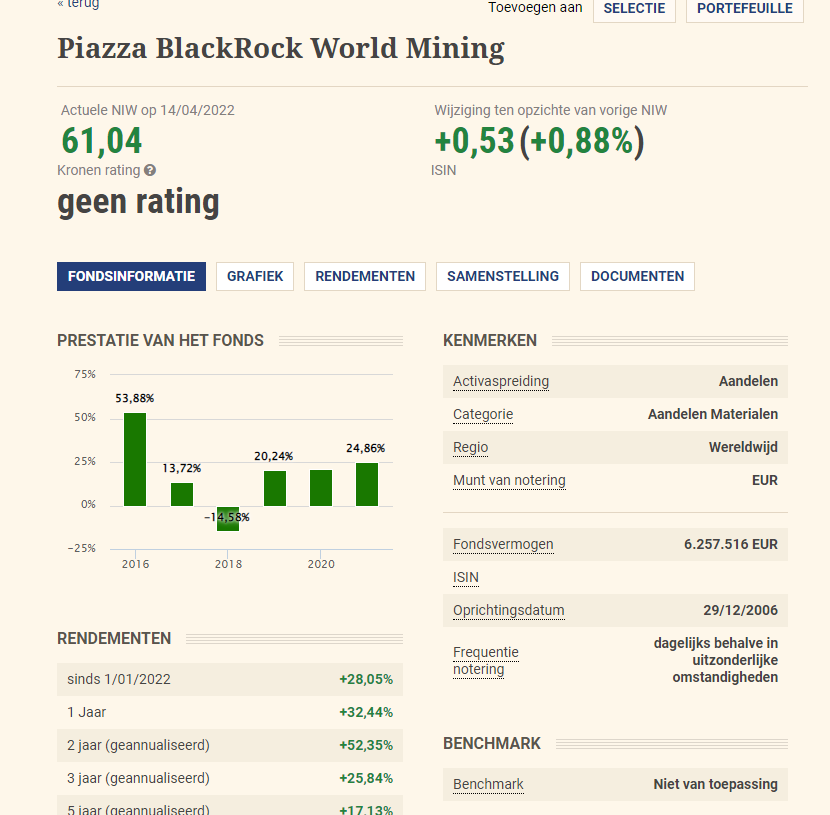 « terug
Toevoegen aan SELECTIE PORTEFEUILLE
Piazza BlackRock World Mining
Actuele NIW op 14/04/2022
61,04
Kronen rating ?
geen rating
Wijziging ten opzichte van vorige NIW
+0,53 (+0,88%)
ISIN
FONDSINFORMATIE GRAFIEK RENDEMENTEN SAMENSTELLING DOCUMENTEN
PRESTATIE VAN HET FONDS
75%
50%
25%
0%
−25%
53,88%
13,72%
−14,58%
20,24%
24,86%
2016 2018 2020
RENDEMENTEN
sinds 1/01/2022 +28,05%
1 Jaar +32,44%
2 jaar (geannualiseerd) +52,35%
3 jaar (geannualiseerd) +25,84%
5 jaar (geannualiseerd) +17,13%
KENMERKEN
Activaspreiding Aandelen
Categorie Aandelen Materialen
Regio Wereldwijd
Munt van notering EUR
Fondsvermogen 6.257.516 EUR
ISIN
Oprichtingsdatum 29/12/2006
Frequentie
notering
dagelijks behalve in
uitzonderlijke
omstandigheden
BENCHMARK
Benchmark Niet van toepassing